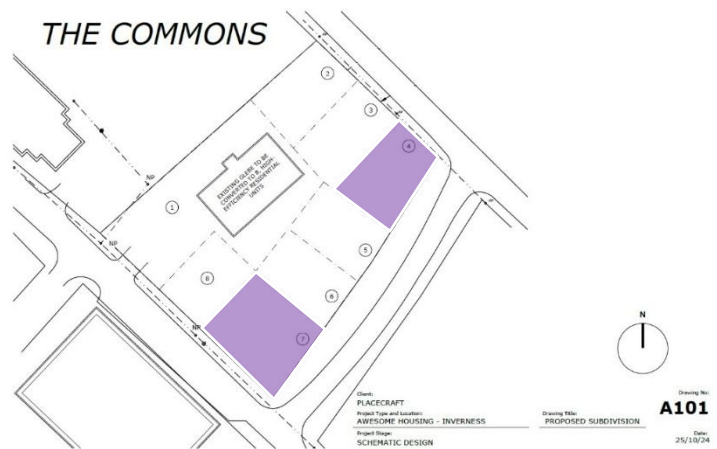 THE COMMONS
2
3
4
NP
EXISTING GLEBE TO BE
CONVERTED TO 8, HIGH-
EFFICIENCY RESIDENTIAL
UNITS
1
NP
5
8
6
NP
7
N
Client:
PLACECRAFT
Project Type and Location:
AWESOME HOUSING - INVERNESS
Project Stage:
SCHEMATIC DESIGN
Drawing Title:
PROPOSED SUBDIVISION
Drawing No:
A101
Date:
25/10/24